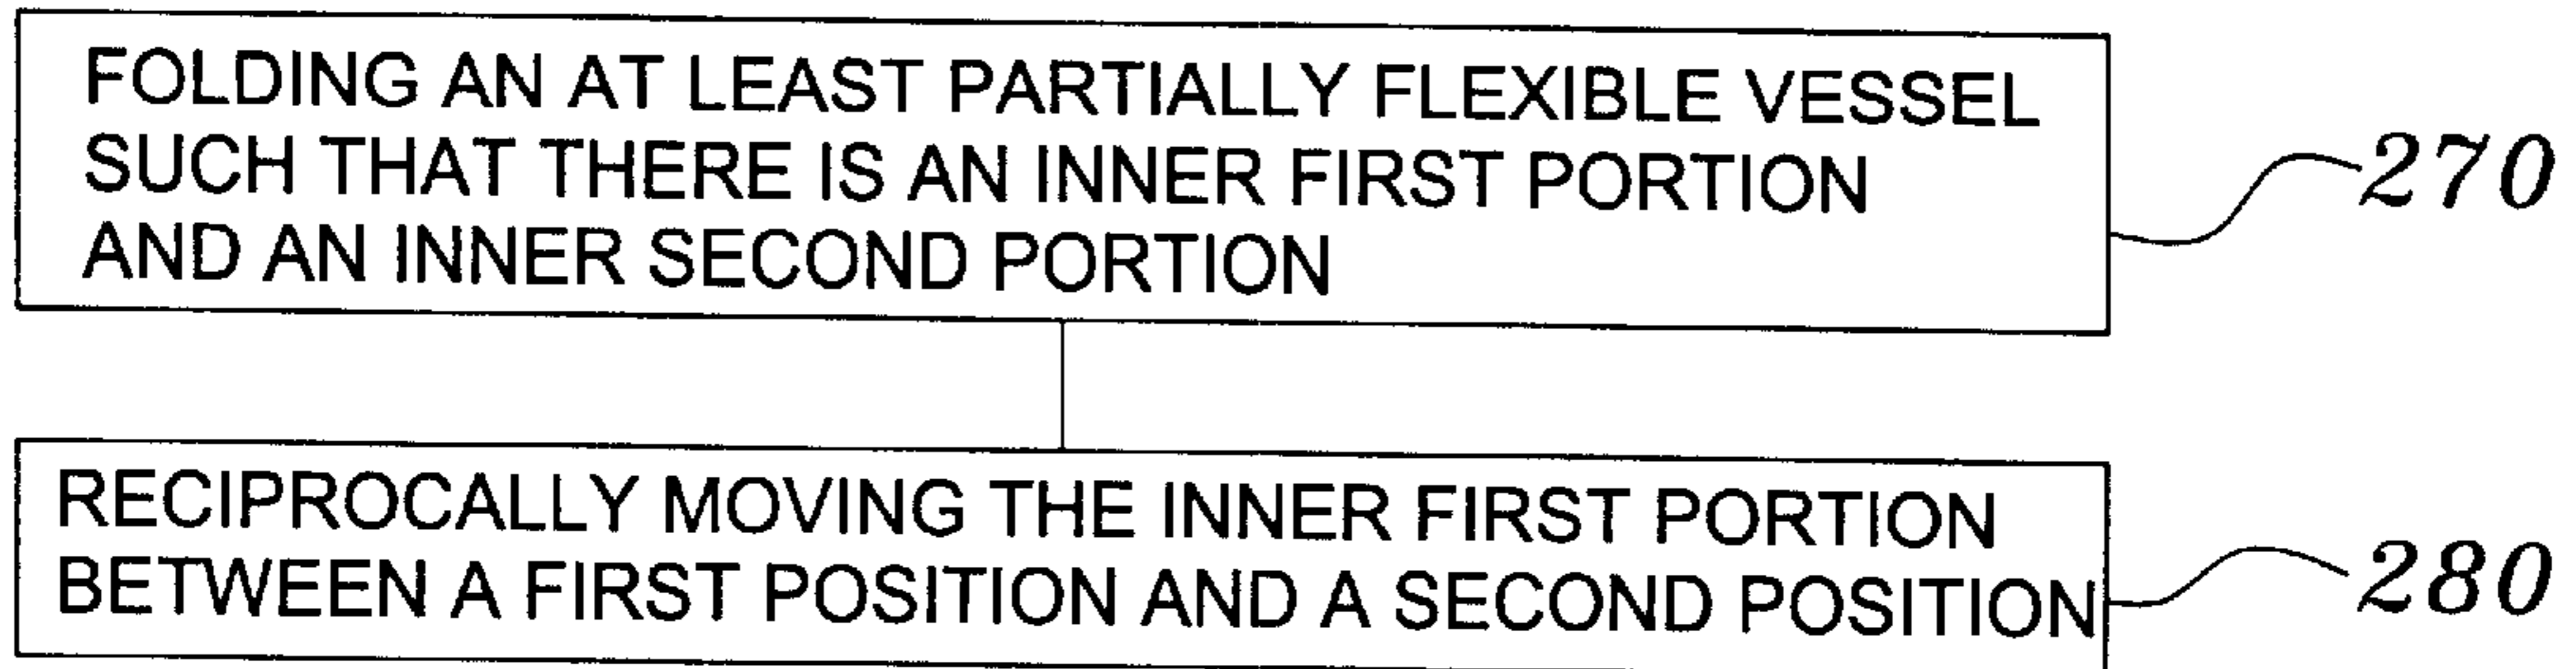 FOLDING AN AT LEAST PARTIALLY FLEXIBLE VESSEL
SUCH THAT THERE IS AN INNER FIRST PORTION
AND AN INNER SECOND PORTION
270
RECIPROCALLY MOVING THE INNER FIRST PORTION
BETWEEN A FIRST POSITION AND A SECOND POSITION
280